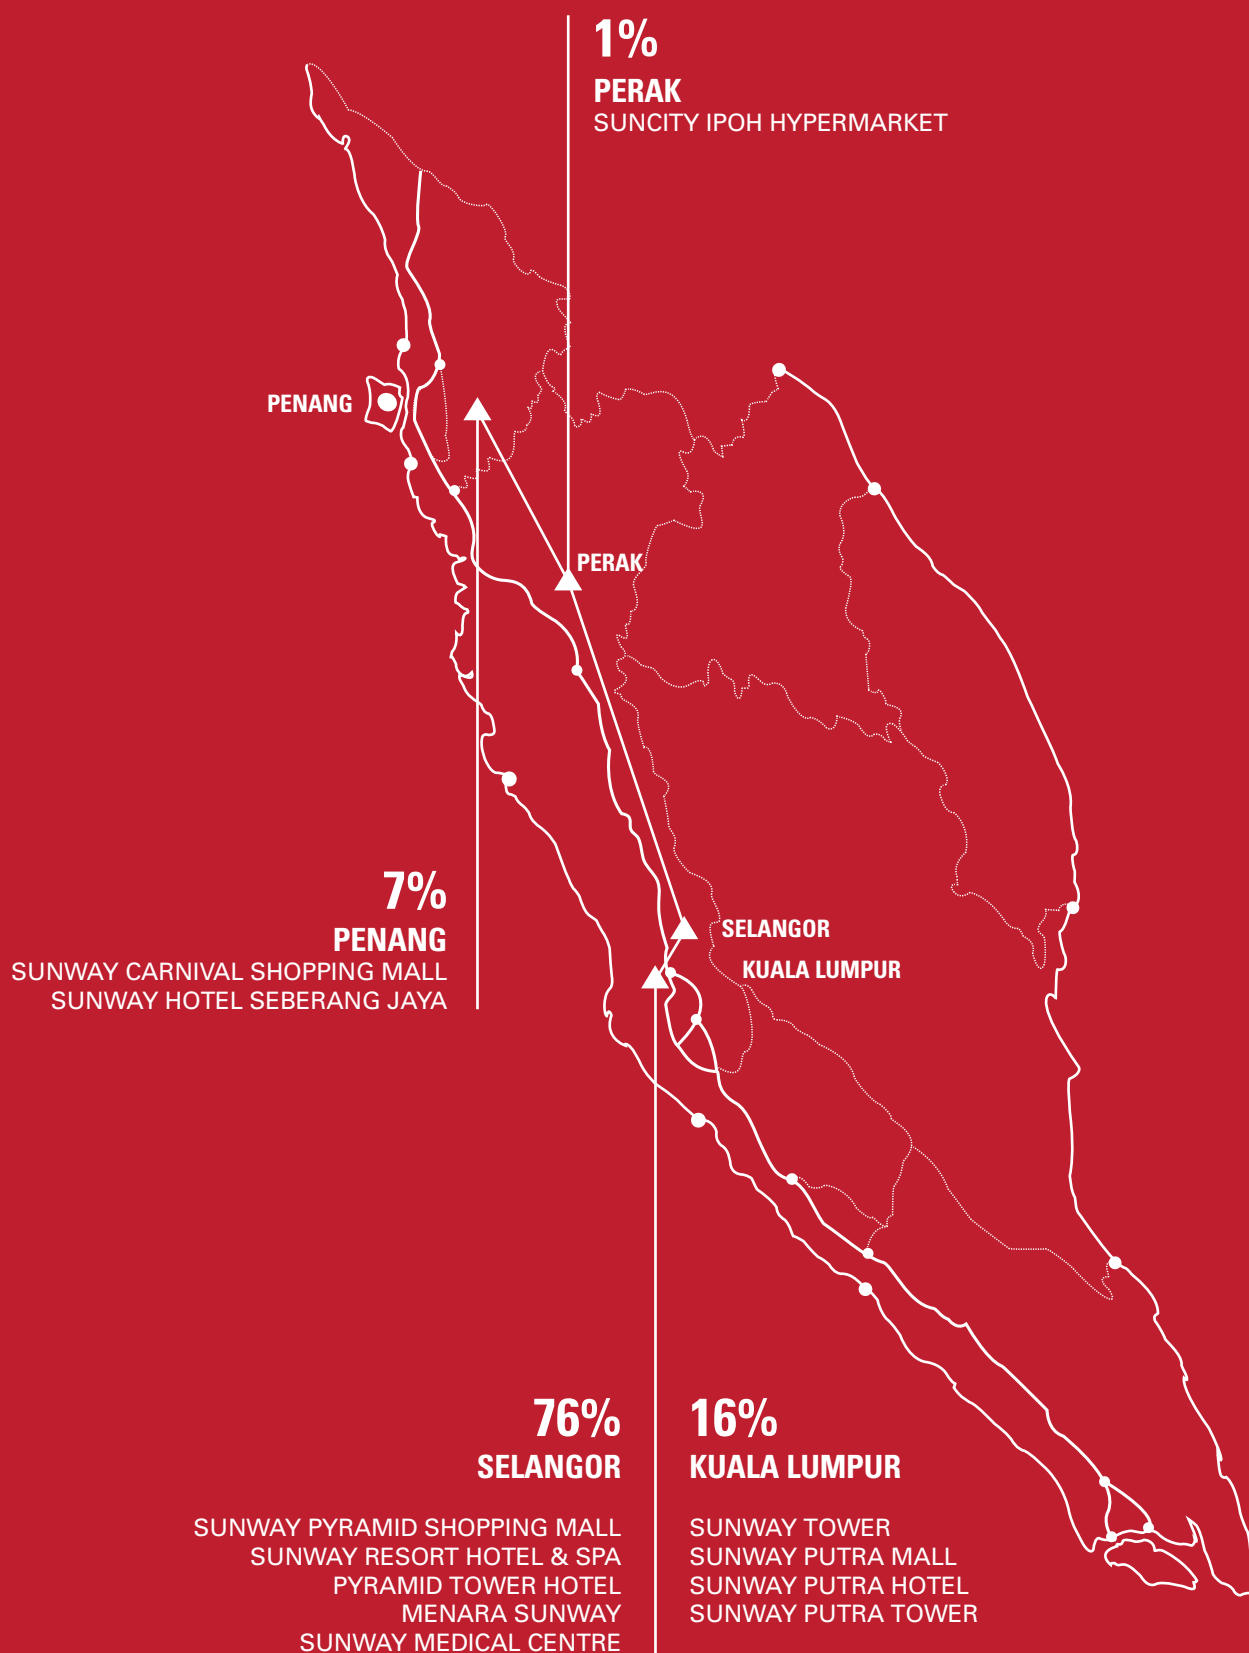 1%
PERAK
SUNCITY IPOH HYPERMARKET
PENANG
PERAK
7%
PENANG
SUNWAY CARNIVAL SHOPPING MALL
SUNWAY HOTEL SEBERANG JAYA
SELANGOR
KUALA LUMPUR
76%
SELANGOR
SUNWAY PYRAMID SHOPPING MALL
SUNWAY RESORT HOTEL & SPA
PYRAMID TOWER HOTEL
MENARA SUNWAY
SUNWAY MEDICAL CENTRE
16%
KUALA LUMPUR
SUNWAY TOWER
SUNWAY PUTRA MALL
SUNWAY PUTRA HOTEL
SUNWAY PUTRA TOWER